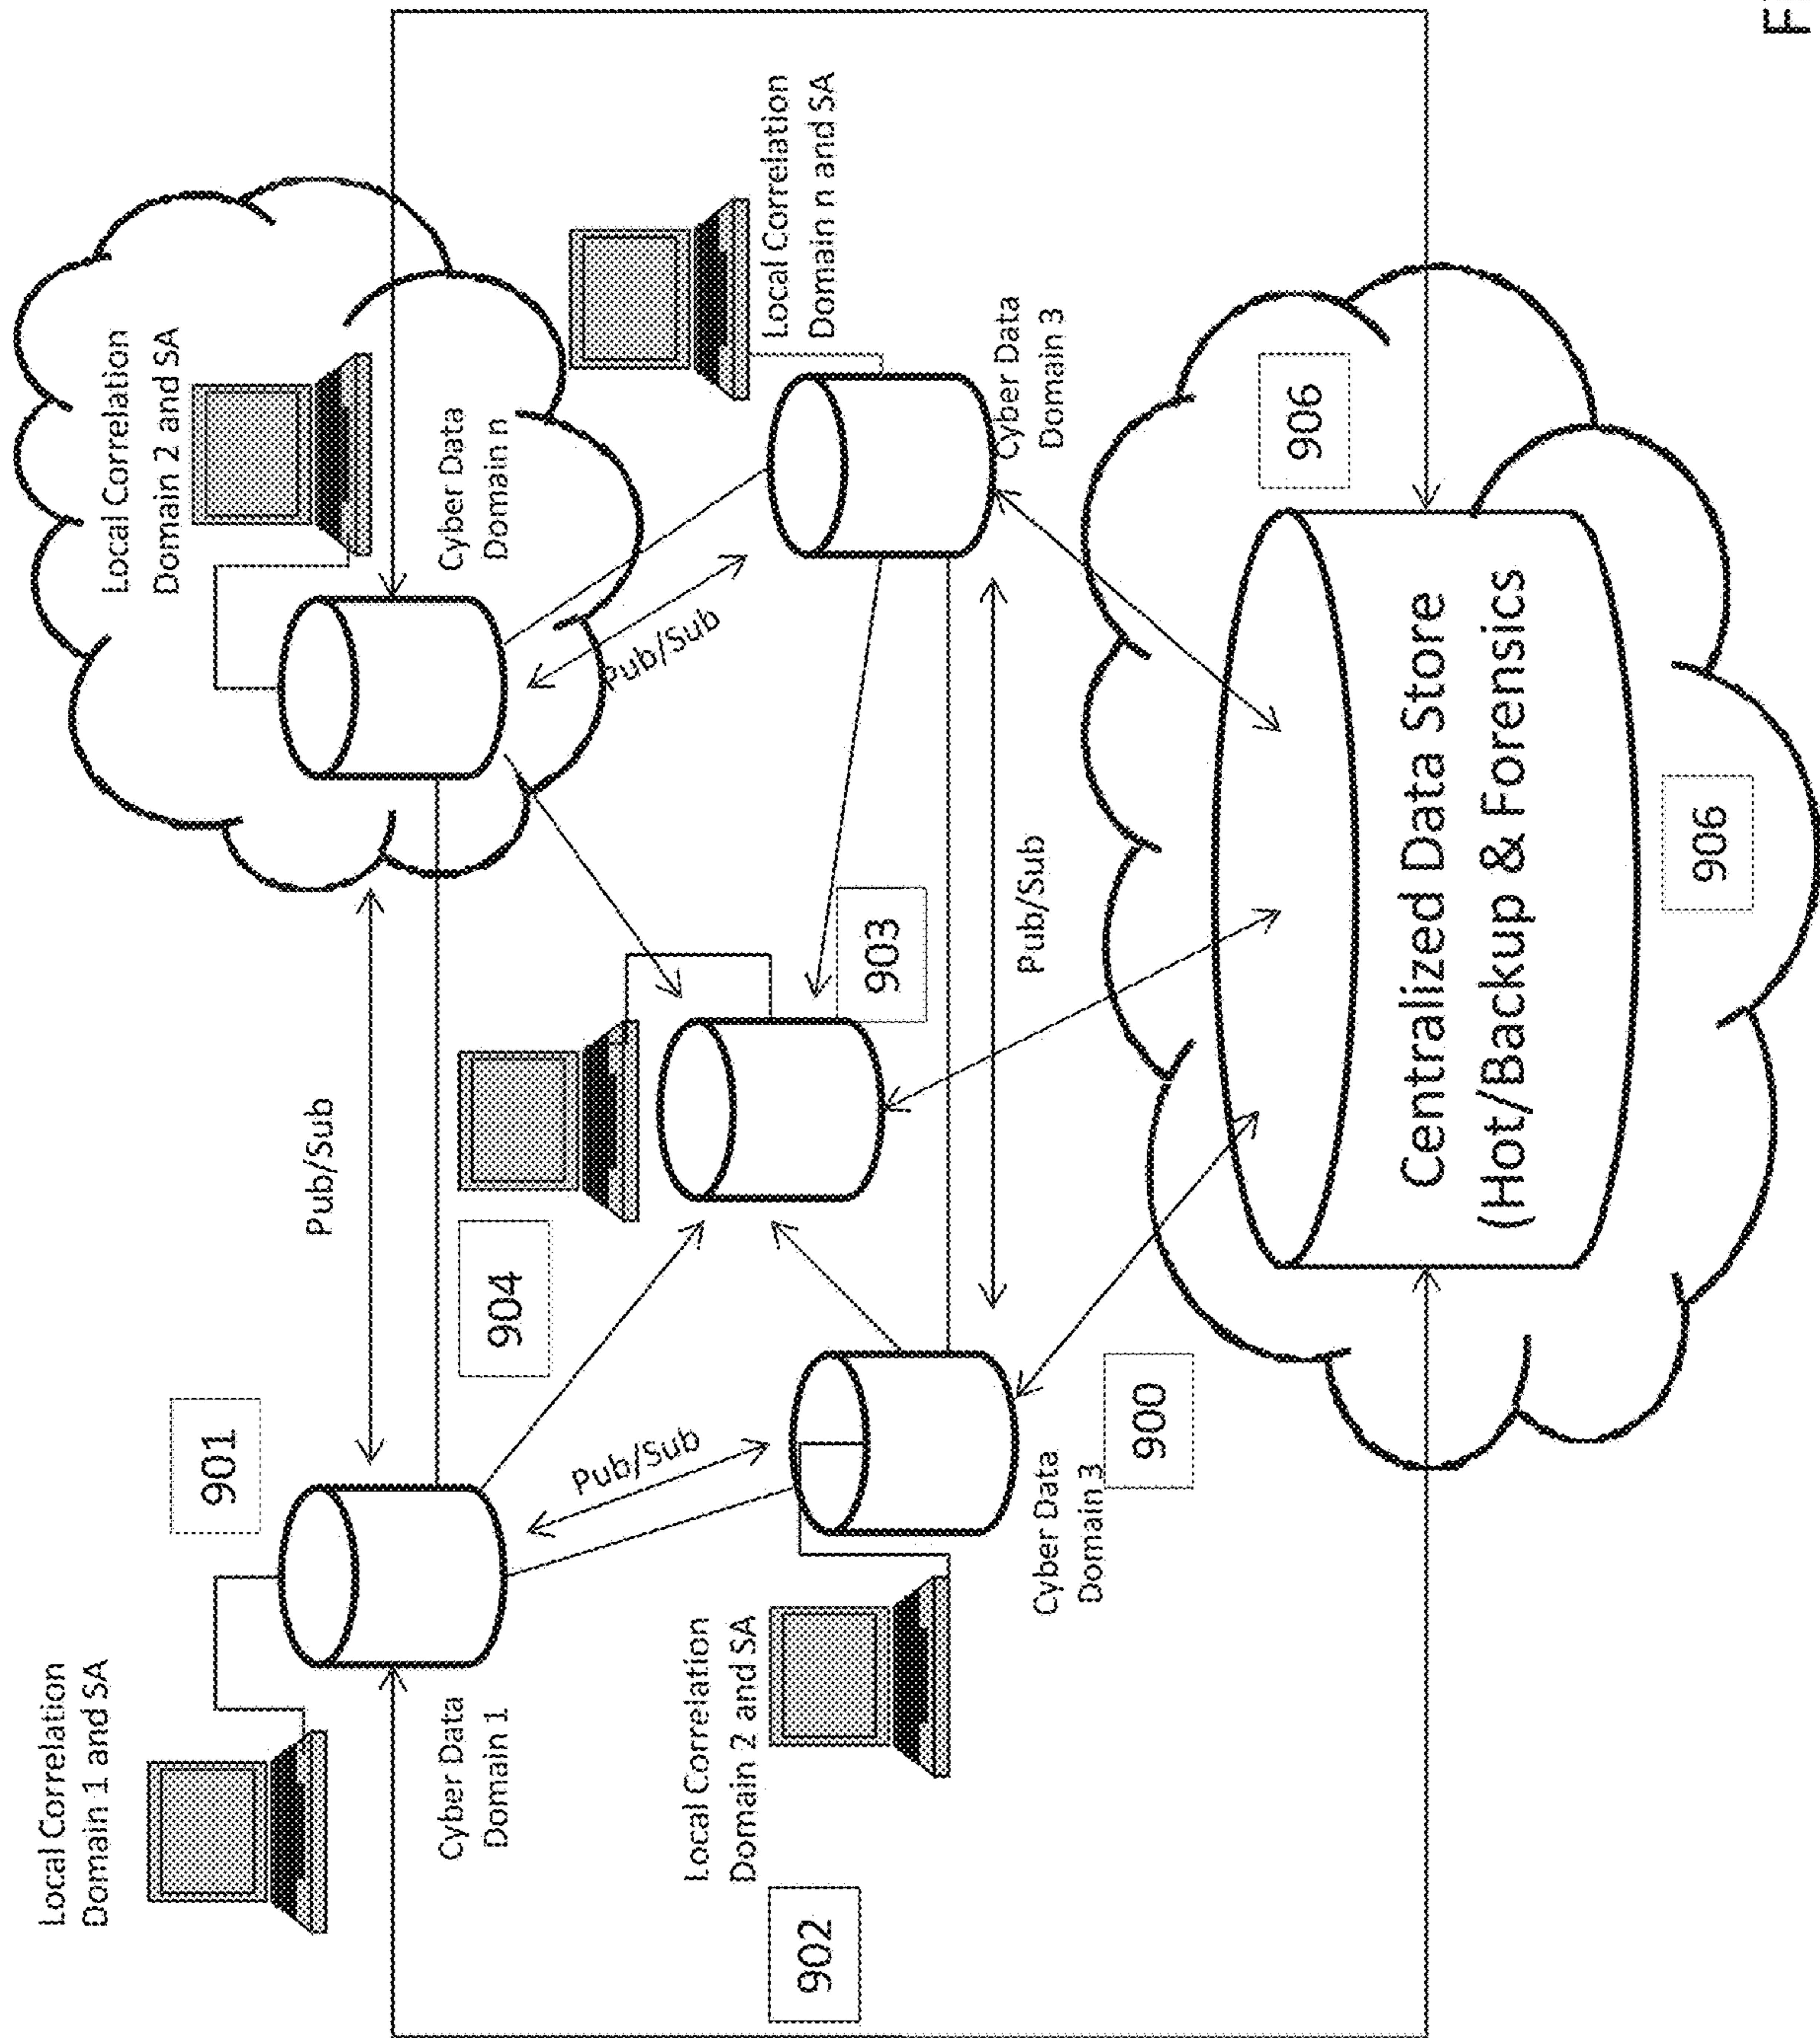 Local Correlation
Domain 1 and SA
901
Cyber Data
Domain 1
Pub/Sub
Local Correlation
Domain 2 and SA
Cyber Data
Domain n
Pub/Sub
904
Pub/Sub
903
Local Correlation
Domain n and SA
902
Local Correlation
Domain 2 and SA
Cyber Data
Domain 3
900
Pub/Sub
Cyber Data
Domain 3
906
Centralized Data Store
(Hot/Backup & Forensics
906